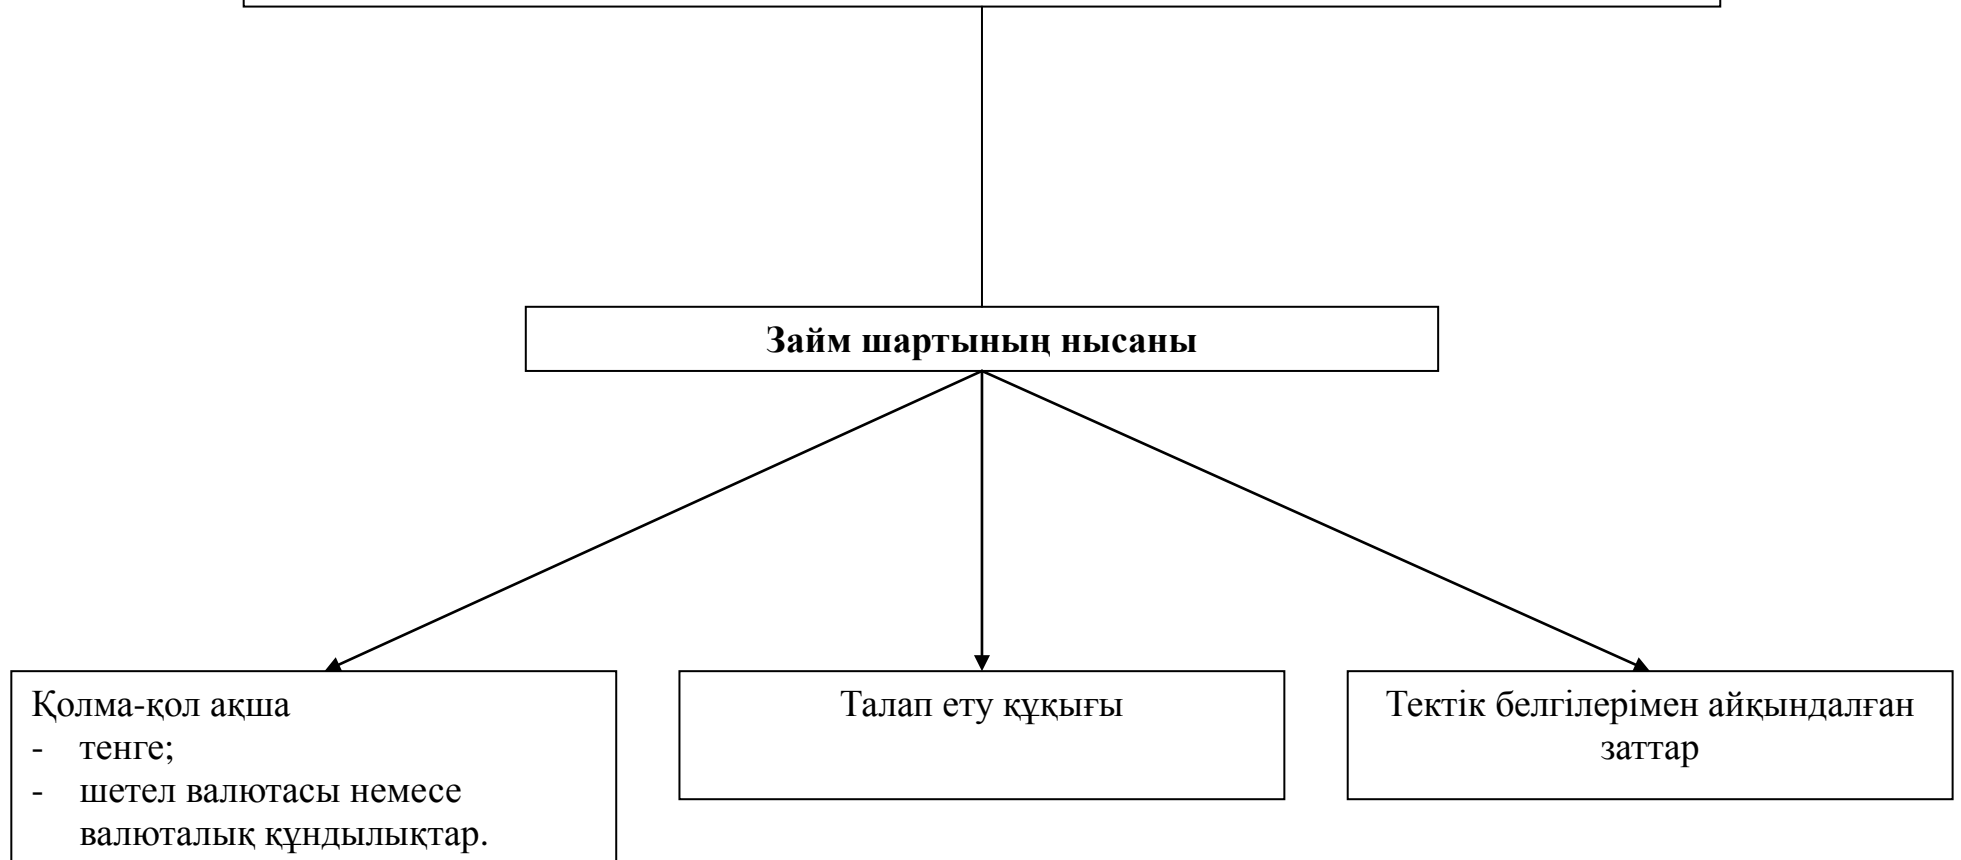 Займ шартының нысаны
Қолма-қол ақша
- тенге;
- шетел валютасы немесе
валюталық құндылықтар.
Талап ету құқығы
Тектік белгілерімен айқындалған
заттар